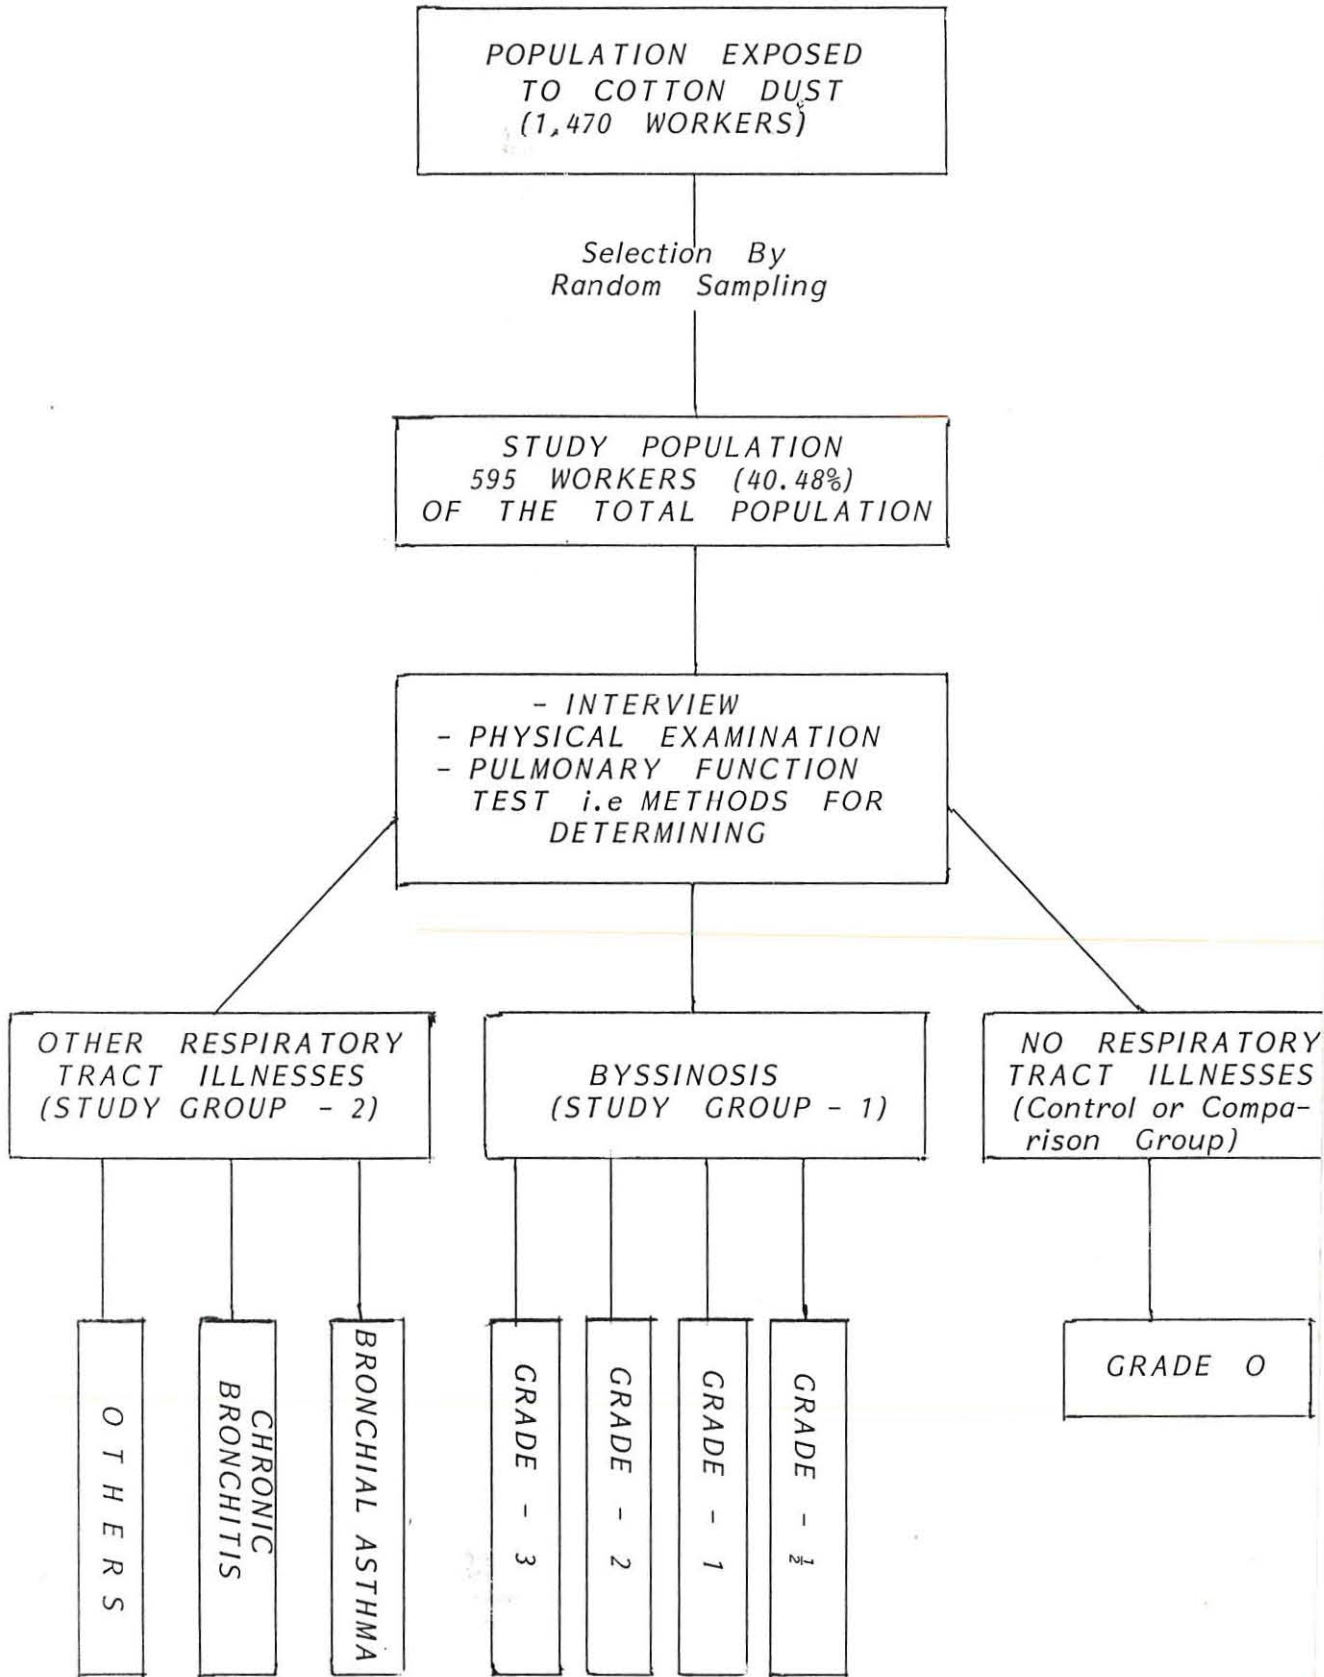 POPULATION EXPOSED
TO COTTON DUST
(1,470 WORKERS)
Selection By
Random Sampling
STUDY POPULATION
595 WORKERS (40.48%)
OF THE TOTAL POPULATION
- INTERVIEW
- PHYSICAL EXAMINATION
- PULMONARY FUNCTION
TEST i.e METHODS FOR
DETERMINING
OTHER RESPIRATORY
TRACT ILLNESSES
(STUDY GROUP - 2)
BYSSINOSIS
(STUDY GROUP - 1)
NO RESPIRATORY
TRACT ILLNESSES
(Control or Compa-
rison Group)
OTHERS
CHRONIC
BRONCHITIS
BRONCHIAL ASTHMA
GRADE - 3
GRADE - 2
GRADE - 1
GRADE - ½
GRADE O